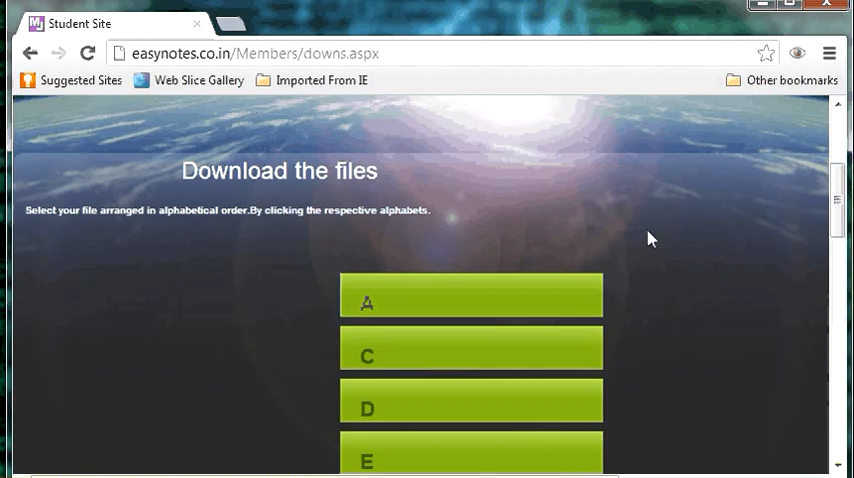 Student Site
easynotes.co.in/Members/downs.aspx
Suggested Sites Web Slice Gallery Imported From IE Other bookmarks
Download the files
Select your file arranged in alphabetical order.By clicking the respective alphabets.
A
C
D
E